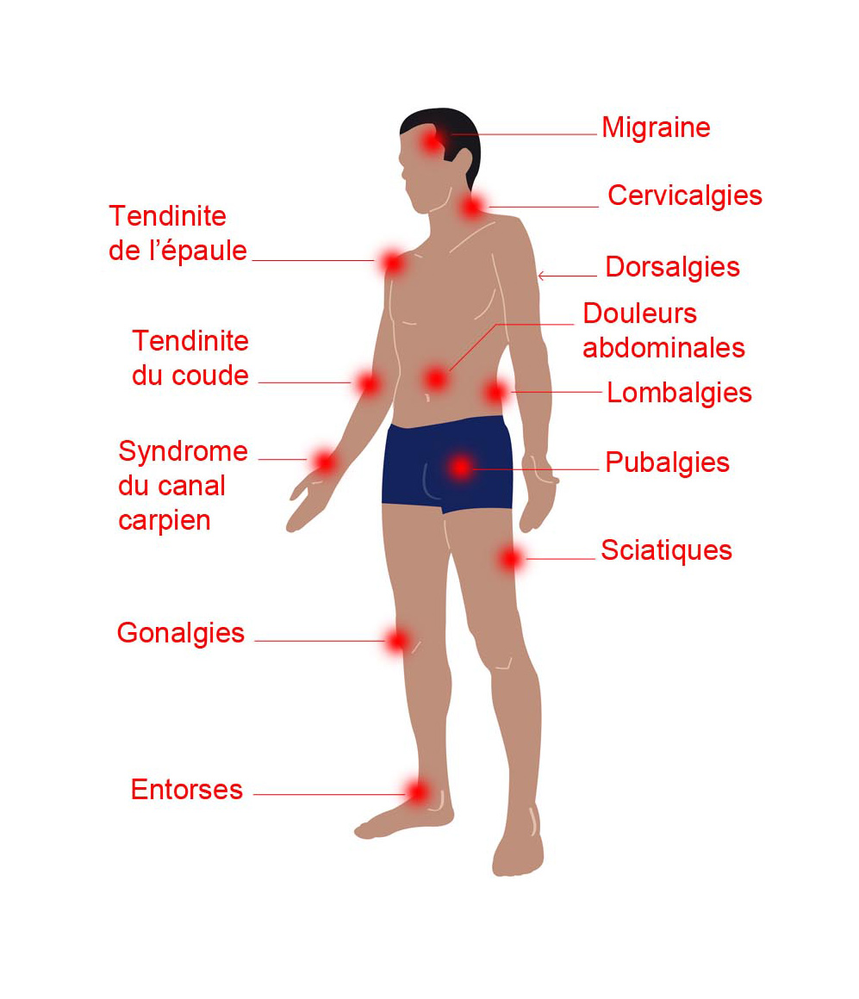 Migraine
Cervicalgies
Tendinite
de l’épaule
Dorsalgies
Douleurs
abdominales
Tendinite
du coude
Lombalgies
Syndrome
du canal
carpien
Pubalgies
Sciatiques
Gonalgies
Entorses